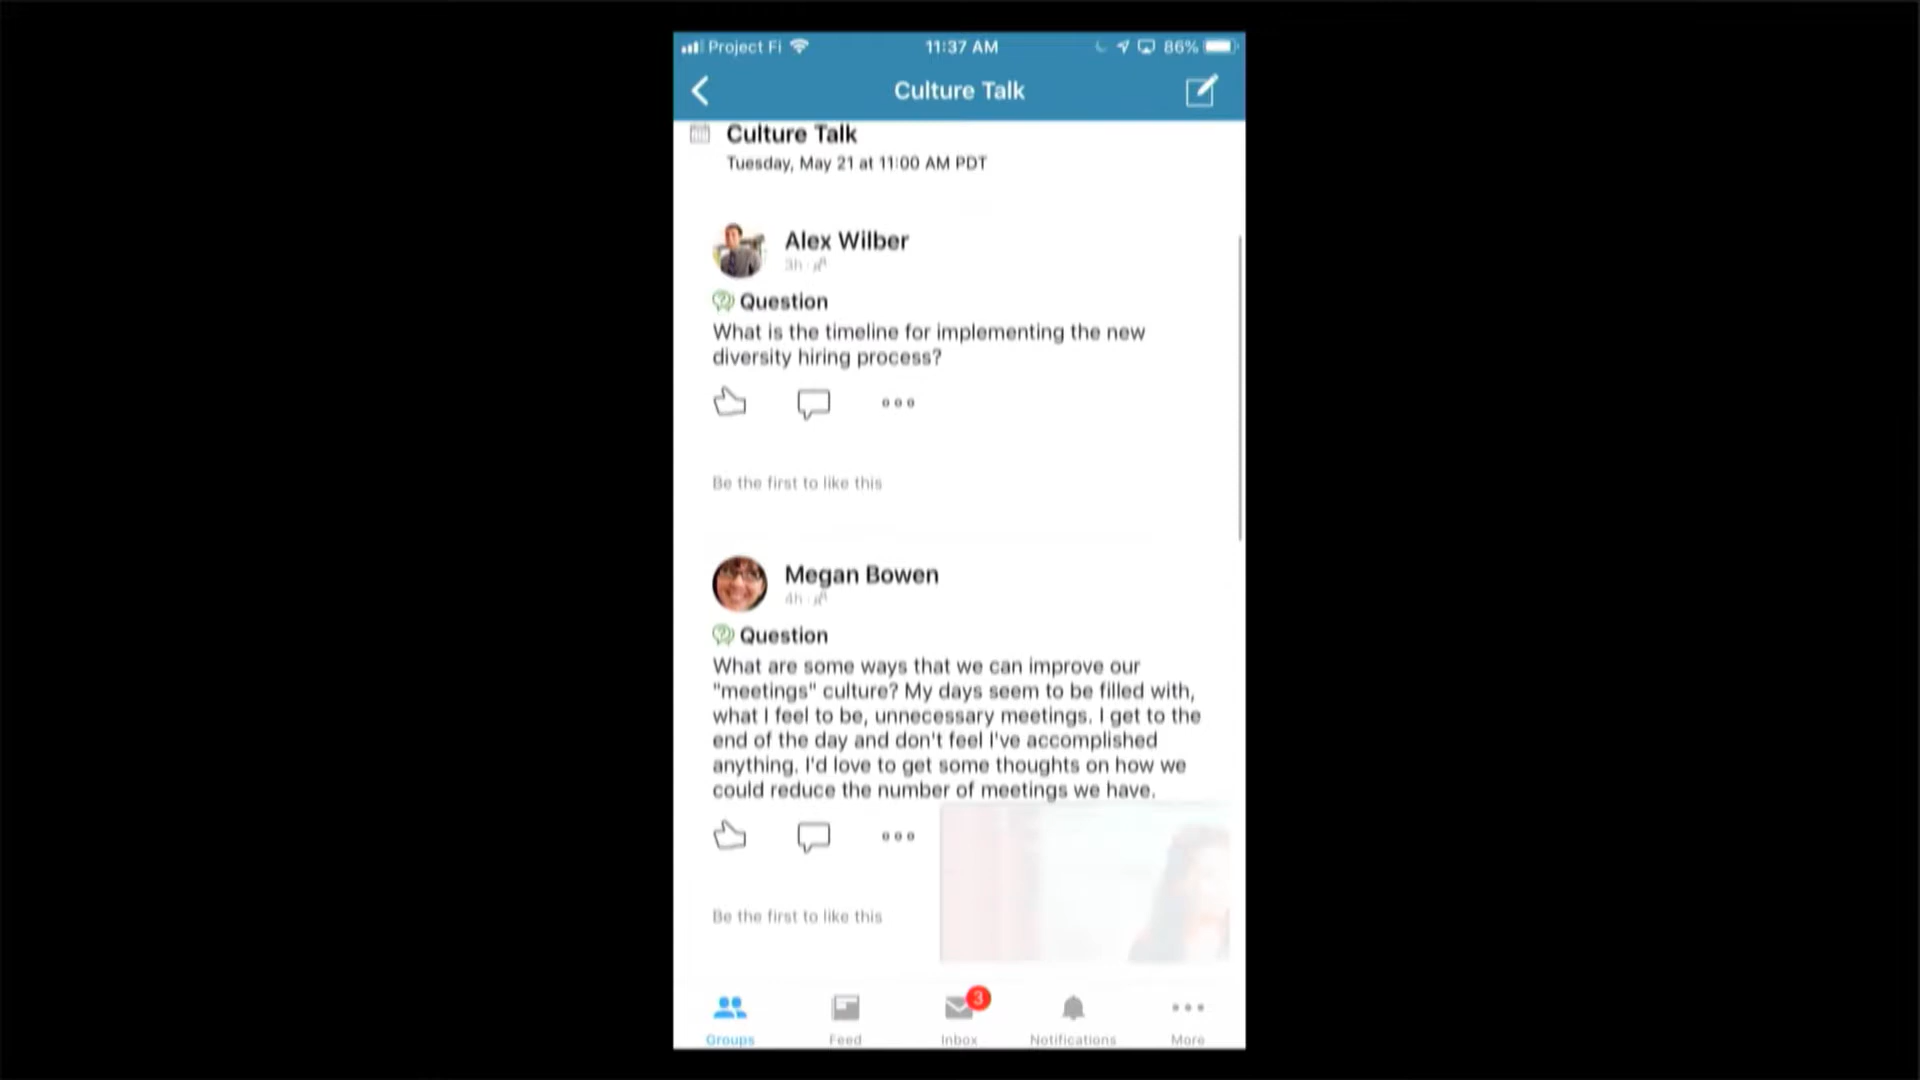 Project Fi
11:37 AM
86%
Culture Talk
Culture Talk
Tuesday, May 21 at 11:00 AM PDT
Alex Wilber
3h
Question
What is the timeline for implementing the new
diversity hiring process?
Be the first to like this
Megan Bowen
4h
Question
What are some ways that we can improve our
"meetings" culture? My days seem to be filled with,
what I feel to be, unnecessary meetings. I get to the
end of the day and don't feel I've accomplished
anything. I'd love to get some thoughts on how we
could reduce the number of meetings we have.
Be the first to like this
3
Groups
Feed
Inbox
Notifications
More